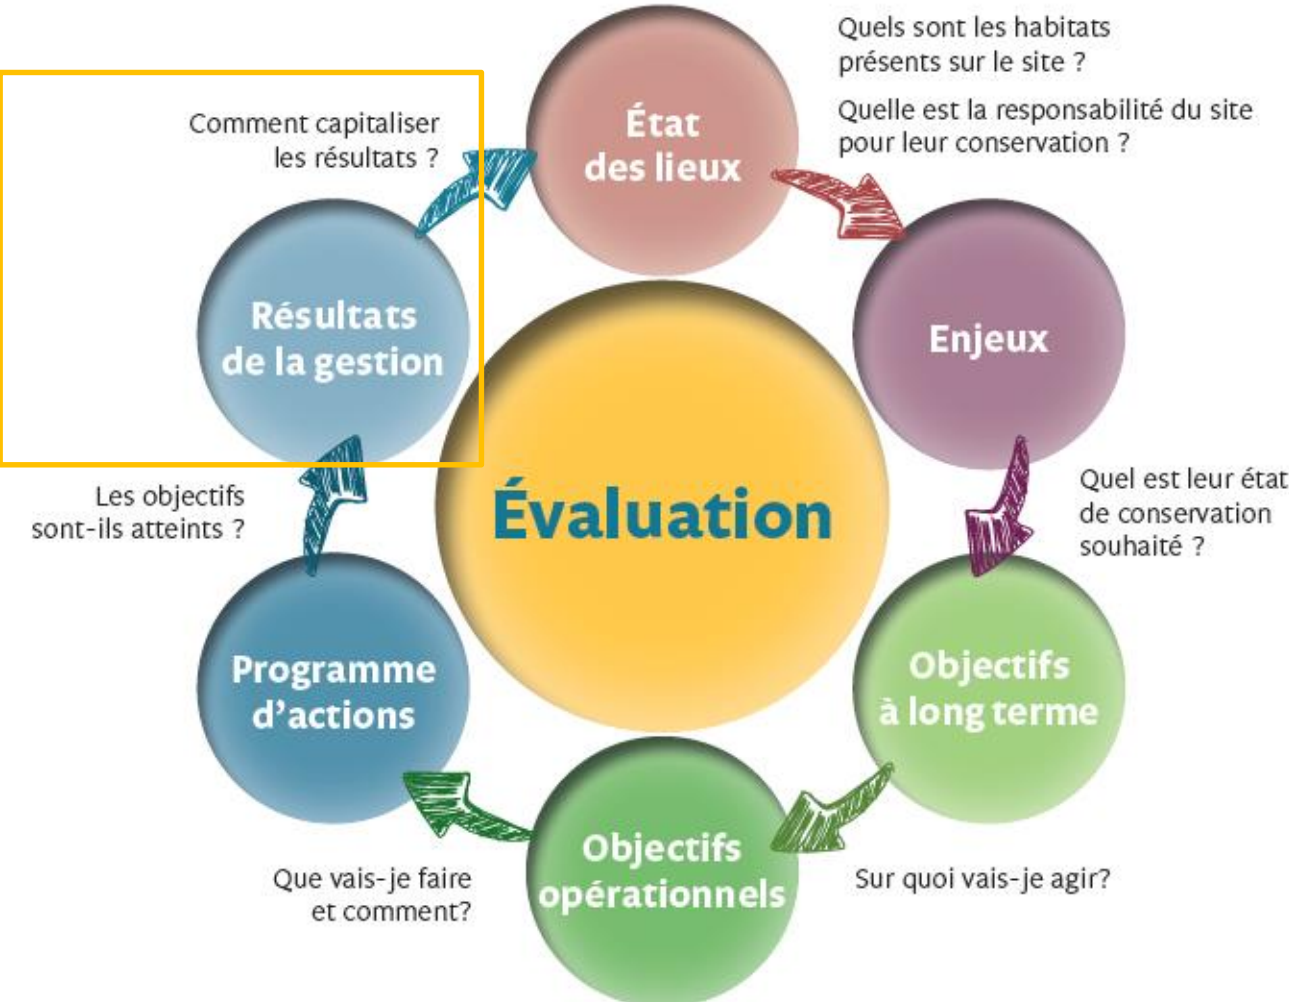 Quels sont les habitats
présents sur le site ?
Quelle est la responsabilité du site
pour leur conservation ?
État
des lieux
Comment capitaliser
les résultats ?
Résultats
de la gestion
Enjeux
Évaluation
Quel est leur état
de conservation
souhaité ?
Les objectifs
sont-ils atteints ?
Programme
d’actions
Objectifs
à long terme
Objectifs
opérationnels
Que vais-je faire
et comment?
Sur quoi vais-je agir?